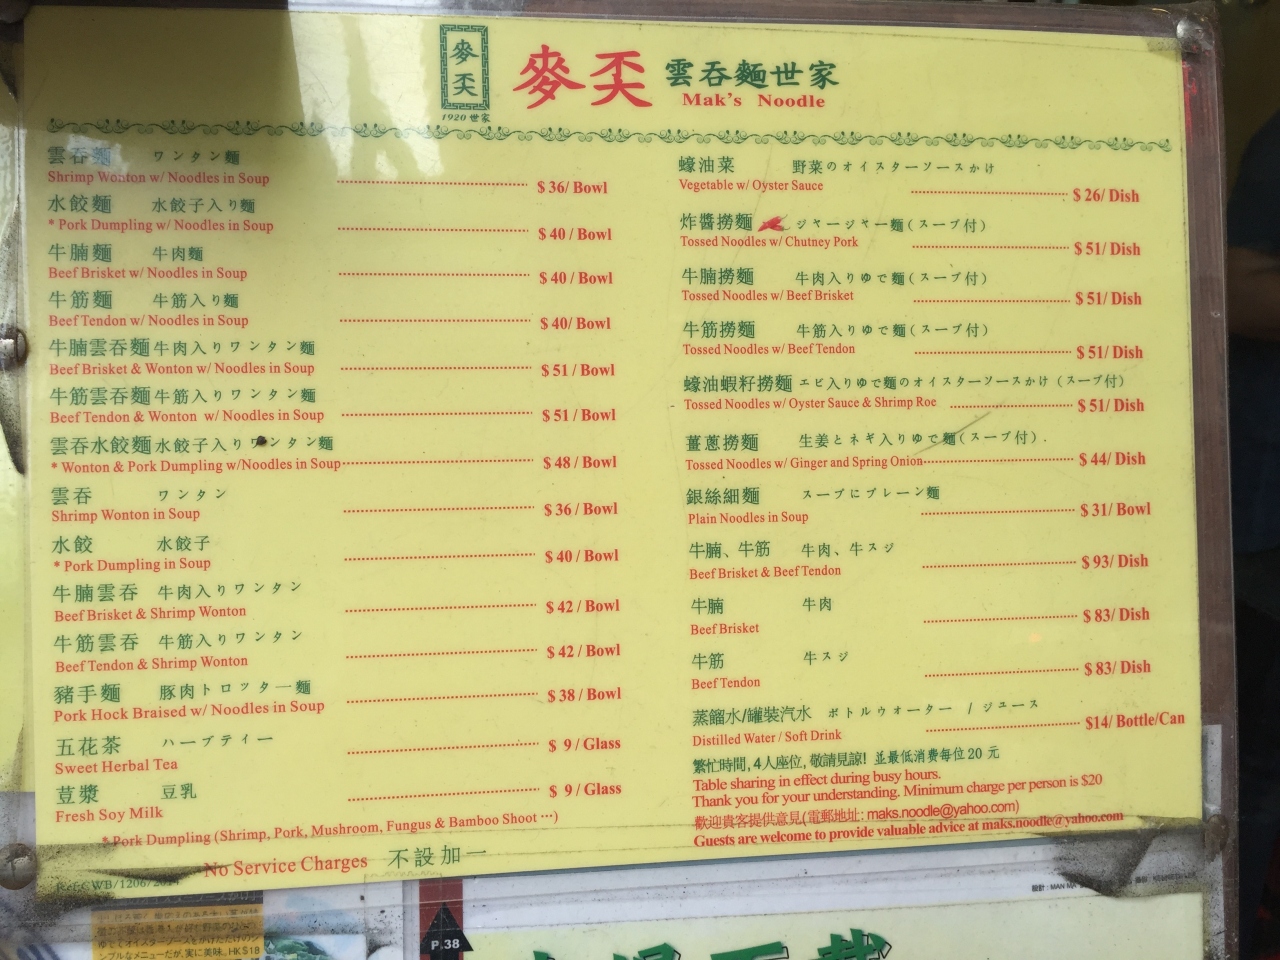 麥奀
1920 世家
麥奀 雲吞麵世家
Mak's Noodle
雲吞麵 ワンタン麵
Shrimp Wonton w/ Noodles in Soup $ 36/ Bowl
水餃麵 水餃子入り麵
* Pork Dumpling w/ Noodles in Soup $ 40 / Bowl
牛腩麵 牛肉麵
Beef Brisket w/ Noodles in Soup $ 40 / Bowl
牛筋麵 牛筋入り麵
Beef Tendon w/ Noodles in Soup $ 40/ Bowl
牛腩雲吞麵 牛肉入りワンタン麵
Beef Brisket & Wonton w/ Noodles in Soup $ 51 / Bowl
牛筋雲吞麵 牛筋入りワンタン麵
Beef Tendon & Wonton w/ Noodles in Soup $ 51 / Bowl
雲吞水餃麵 水餃子入りワンタン麵
* Wonton & Pork Dumpling w/Noodles in Soup $ 48 / Bowl
雲吞 ワンタン
Shrimp Wonton in Soup $ 36 / Bowl
水餃 水餃子
* Pork Dumpling in Soup $ 40 / Bowl
牛腩雲吞 牛肉入りワンタン
Beef Brisket & Shrimp Wonton $ 42 / Bowl
牛筋雲吞 牛筋入りワンタン
Beef Tendon & Shrimp Wonton $ 42 / Bowl
豬手麵 豚肉トロッター麵
Pork Hock Braised w/ Noodles in Soup $ 38 / Bowl
五花茶 ハーブティー
Sweet Herbal Tea $ 9 / Glass
荳漿 豆乳
Fresh Soy Milk $ 9 / Glass
* Pork Dumpling (Shrimp, Pork, Mushroom, Fungus & Bamboo Shoot ⋯)
No Service Charges 不設加一
蠔油菜 野菜のオイスターソースかけ
Vegetable w/ Oyster Sauce $ 26/ Dish
炸醬撈麵 ジャージャー麵(スープ付)
Tossed Noodles w/ Chutney Pork $ 51/ Dish
牛腩撈麵 牛肉入りゆで麵(スープ付)
Tossed Noodles w/ Beef Brisket $ 51/ Dish
牛筋撈麵 牛筋入りゆで麵(スープ付)
Tossed Noodles w/ Beef Tendon $ 51/ Dish
蠔油蝦籽撈麵 エビ入りゆで麵のオイスターソースかけ(スープ付)
Tossed Noodles w/ Oyster Sauce & Shrimp Roe $ 51/ Dish
薑蔥撈麵 生姜とネギ入りゆで麵(スープ付)
Tossed Noodles w/ Ginger and Spring Onion $ 44/ Dish
銀絲細麵 スープにプレーン麵
Plain Noodles in Soup $ 31/ Bowl
牛腩、牛筋 牛肉、牛スジ
Beef Brisket & Beef Tendon $ 93/ Dish
牛腩 牛肉
Beef Brisket $ 83/ Dish
牛筋 牛スジ
Beef Tendon $ 83/ Dish
蒸餾水/罐裝汽水 ボトルウオーター / ジュース
Distilled Water / Soft Drink $14/ Bottle/Can
繁忙時間, 4人座位, 敬請見諒! 並最低消費每位20 元
Table sharing in effect during busy hours.
Thank you for your understanding. Minimum charge per person is $20
歡迎貴客提供意見(電郵地址: maks.noodle@yahoo.com)
Guests are welcome to provide valuable advice at maks.noodle@yahoo.com
P.38